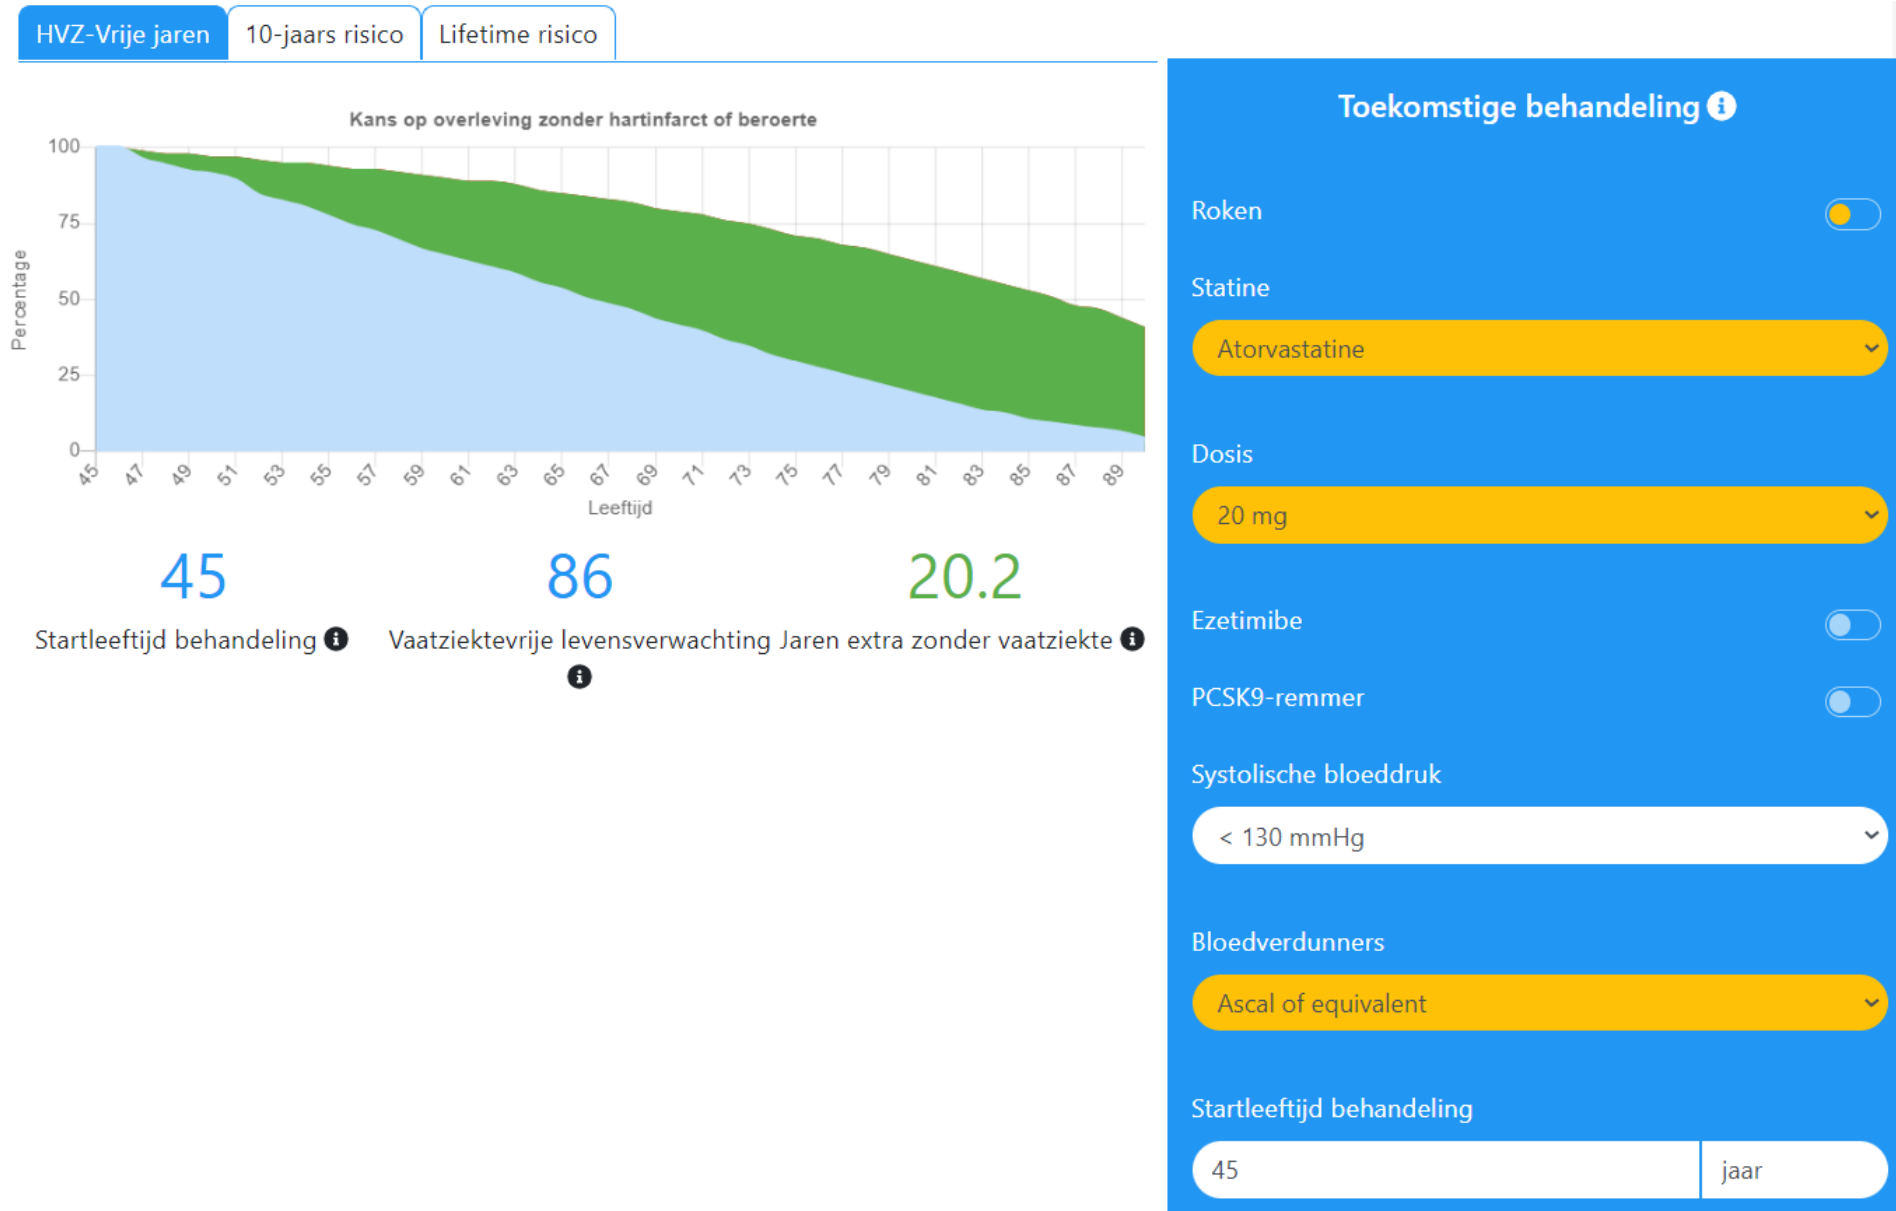 HVZ-Vrije jaren
10-jaars risico
Lifetime risico
Kans op overleving zonder hartinfarct of beroerte
Percentage
100
75
50
25
0
45 47 49 51 53 55 57 59 61 63 65 67 69 71 73 75 77 79 81 83 85 87 89
Leeftijd
45
Startleeftijd behandeling
86
Vaatziektevrije levensverwachting
20.2
Jaren extra zonder vaatziekte
Toekomstige behandeling
Roken
Statine
Atorvastatine
Dosis
20 mg
Ezetimibe
PCSK9-remmer
Systolische bloeddruk
< 130 mmHg
Bloedverdunners
Ascal of equivalent
Startleeftijd behandeling
45 jaar